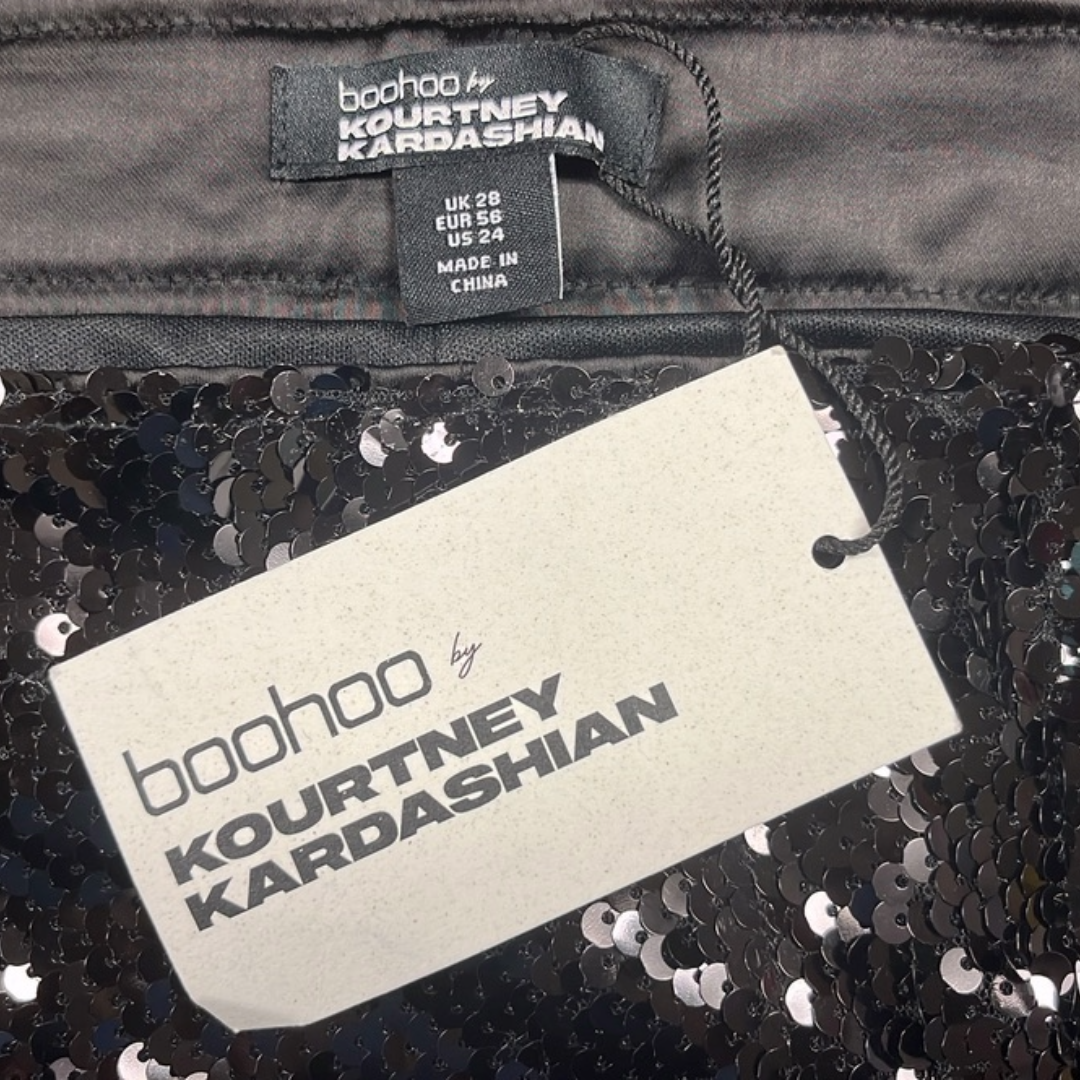 boohoo by
KOURTNEY
KARDASHIAN
UK 28
EUR 56
US 24
MADE IN
CHINA
boohoo by
KOURTNEY
KARDASHIAN